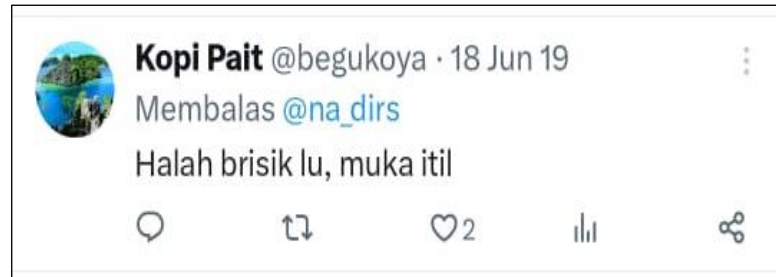 Kopi Pait @begukoya · 18 Jun 19
Membalas @na_dirs
Halah brisik lu, muka itil
2